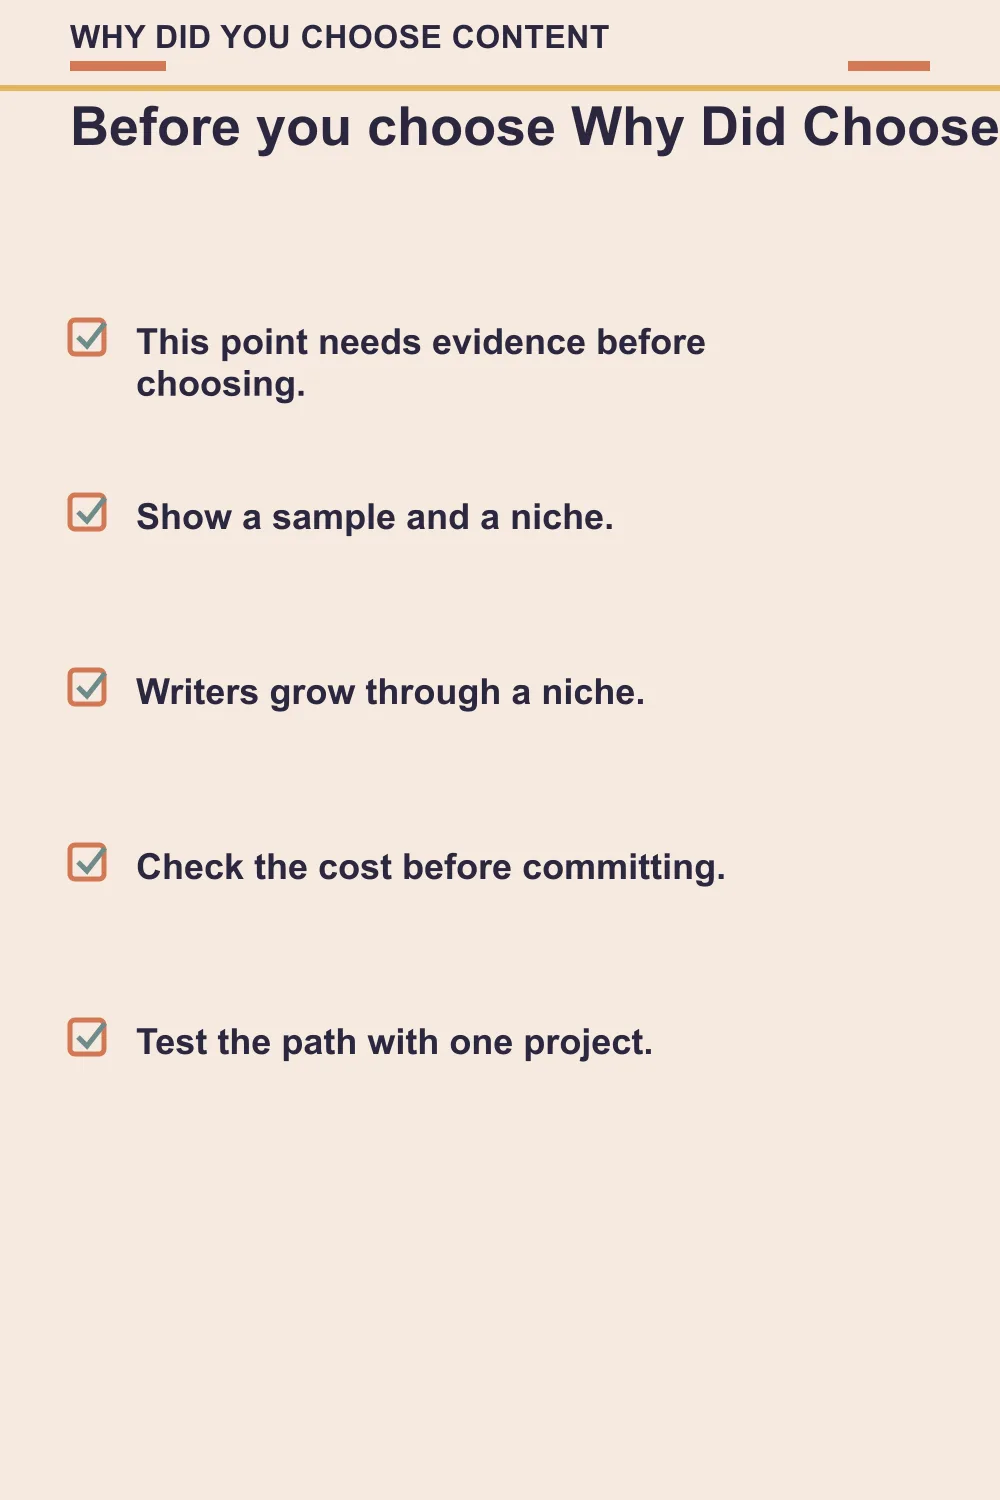 WHY DID YOU CHOOSE CONTENT
Before you choose Why Did Choose
This point needs evidence before
choosing.
Show a sample and a niche.
Writers grow through a niche.
Check the cost before committing.
Test the path with one project.